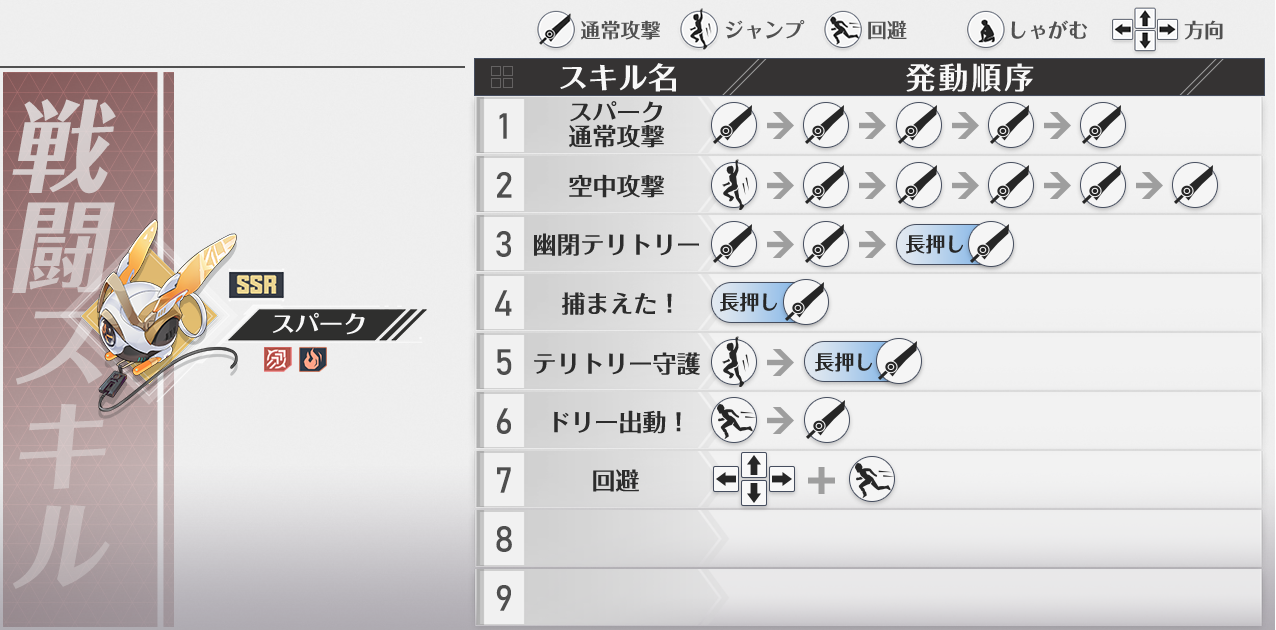 通常攻撃 ジャンプ 回避 しゃがむ 方向
戦闘スキル
KILL
SSR
スパーク
スキル名 発動順序
1 スパーク
通常攻撃
2 空中攻撃
3 幽閉テリトリー 長押し
4 捕まえた！ 長押し
5 テリトリー守護 長押し
6 ドリー出動！
7 回避
8
9